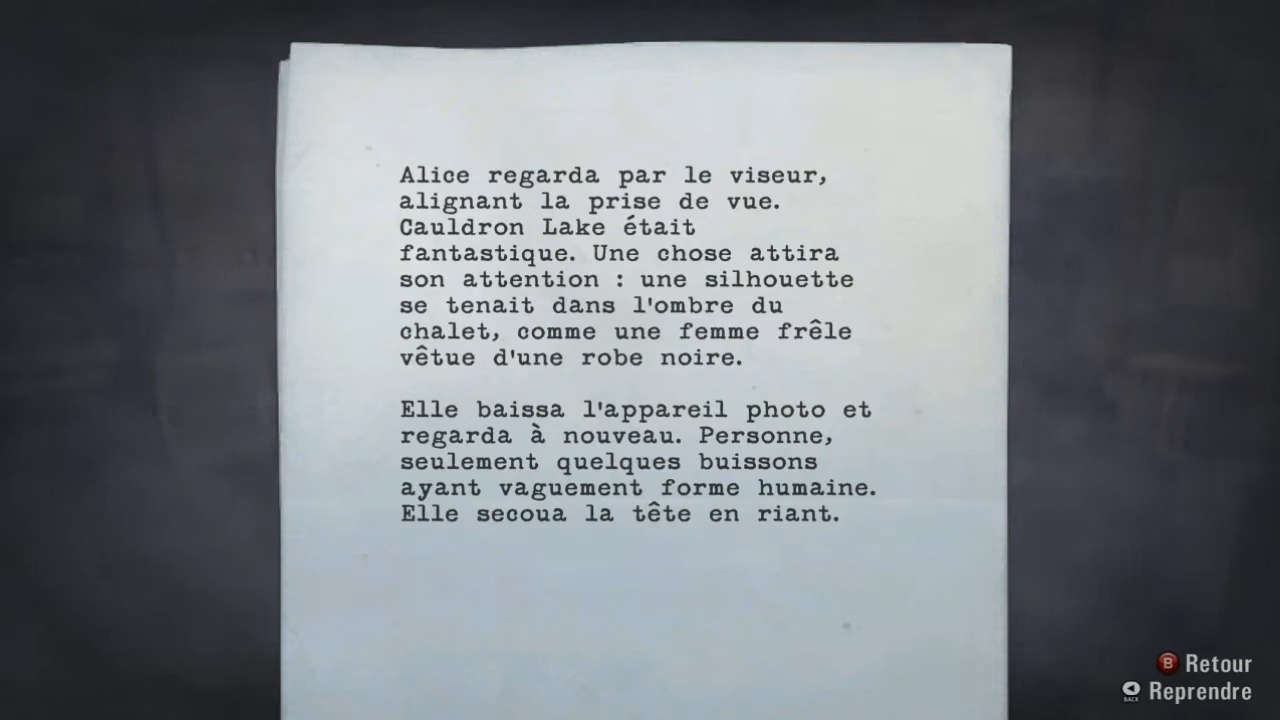 Alice regarda par le viseur,
alignant la prise de vue.
Cauldron Lake était
fantastique. Une chose attira
son attention : une silhouette
se tenait dans l'ombre du
chalet, comme une femme frêle
vêtue d'une robe noire.
Elle baissa l'appareil photo et
regarda à nouveau. Personne,
seulement quelques buissons
ayant vaguement forme humaine.
Elle secoua la tête en riant.
B Retour
BACK Reprendre